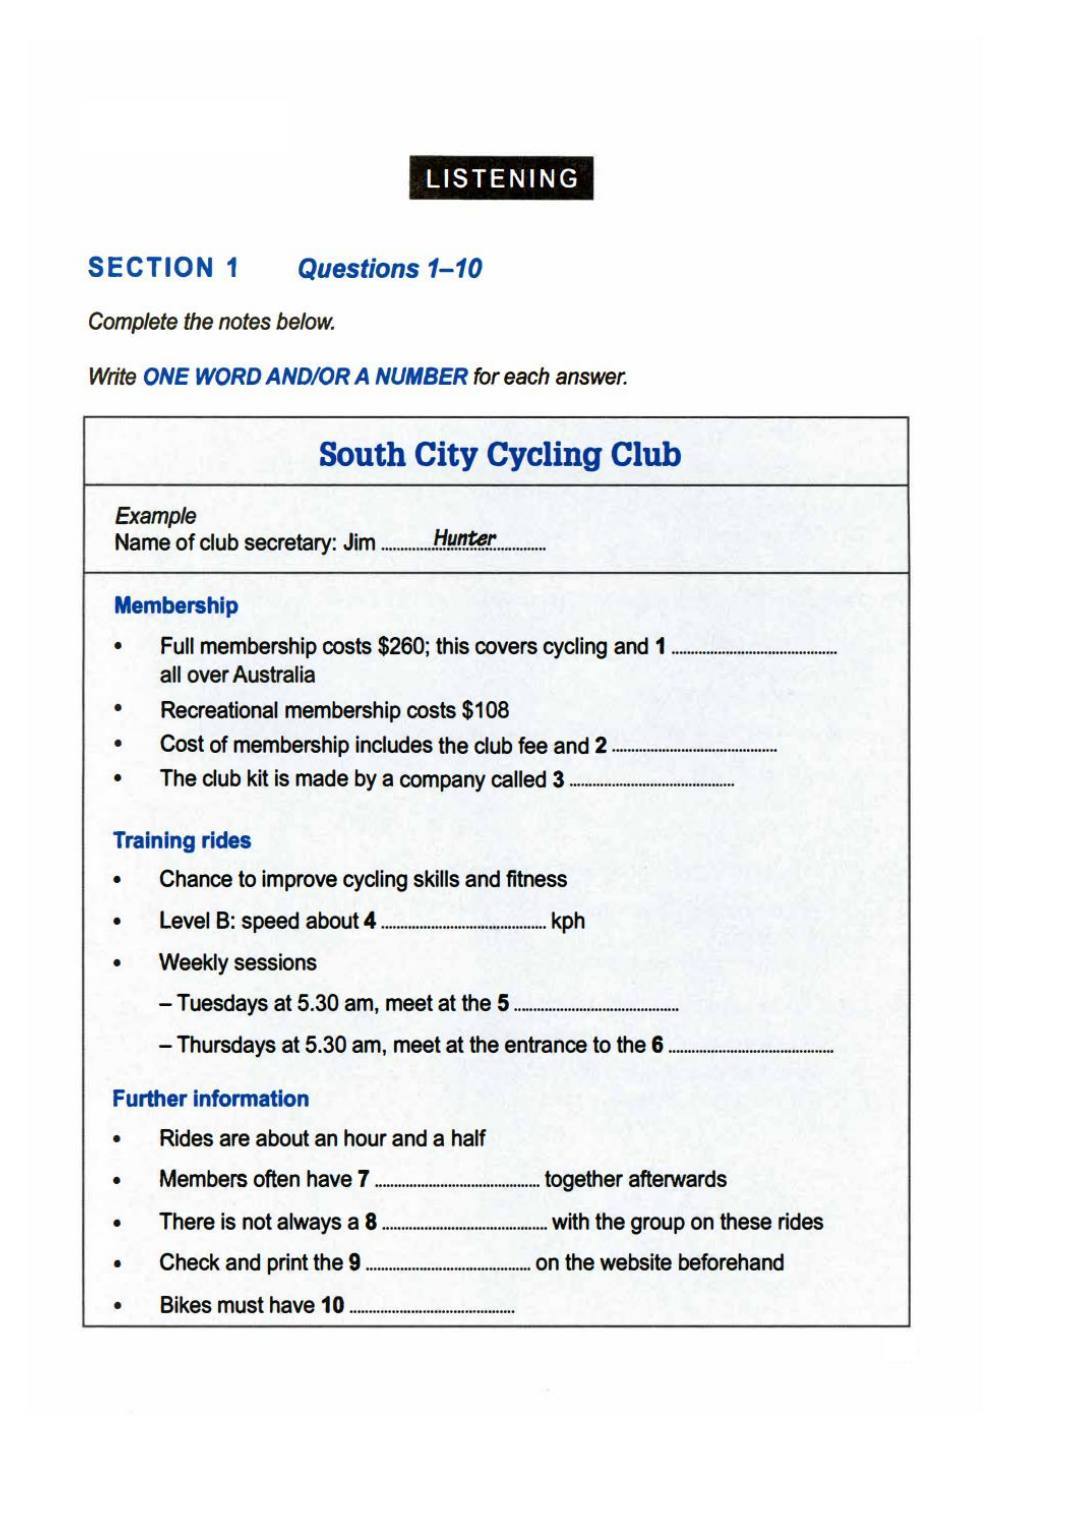 LISTENING
SECTION 1 Questions 1–10
Complete the notes below.
Write ONE WORD AND/OR A NUMBER for each answer.
South City Cycling Club
Example
Name of club secretary: Jim ............Hunter............
Membership
• Full membership costs $260; this covers cycling and 1 ........................................
all over Australia
• Recreational membership costs $108
• Cost of membership includes the club fee and 2 ........................................
• The club kit is made by a company called 3 ........................................
Training rides
• Chance to improve cycling skills and fitness
• Level B: speed about 4 ........................................ kph
• Weekly sessions
– Tuesdays at 5.30 am, meet at the 5 ........................................
– Thursdays at 5.30 am, meet at the entrance to the 6 ........................................
Further information
• Rides are about an hour and a half
• Members often have 7 ........................................ together afterwards
• There is not always a 8 ........................................ with the group on these rides
• Check and print the 9 ........................................ on the website beforehand
• Bikes must have 10 ........................................